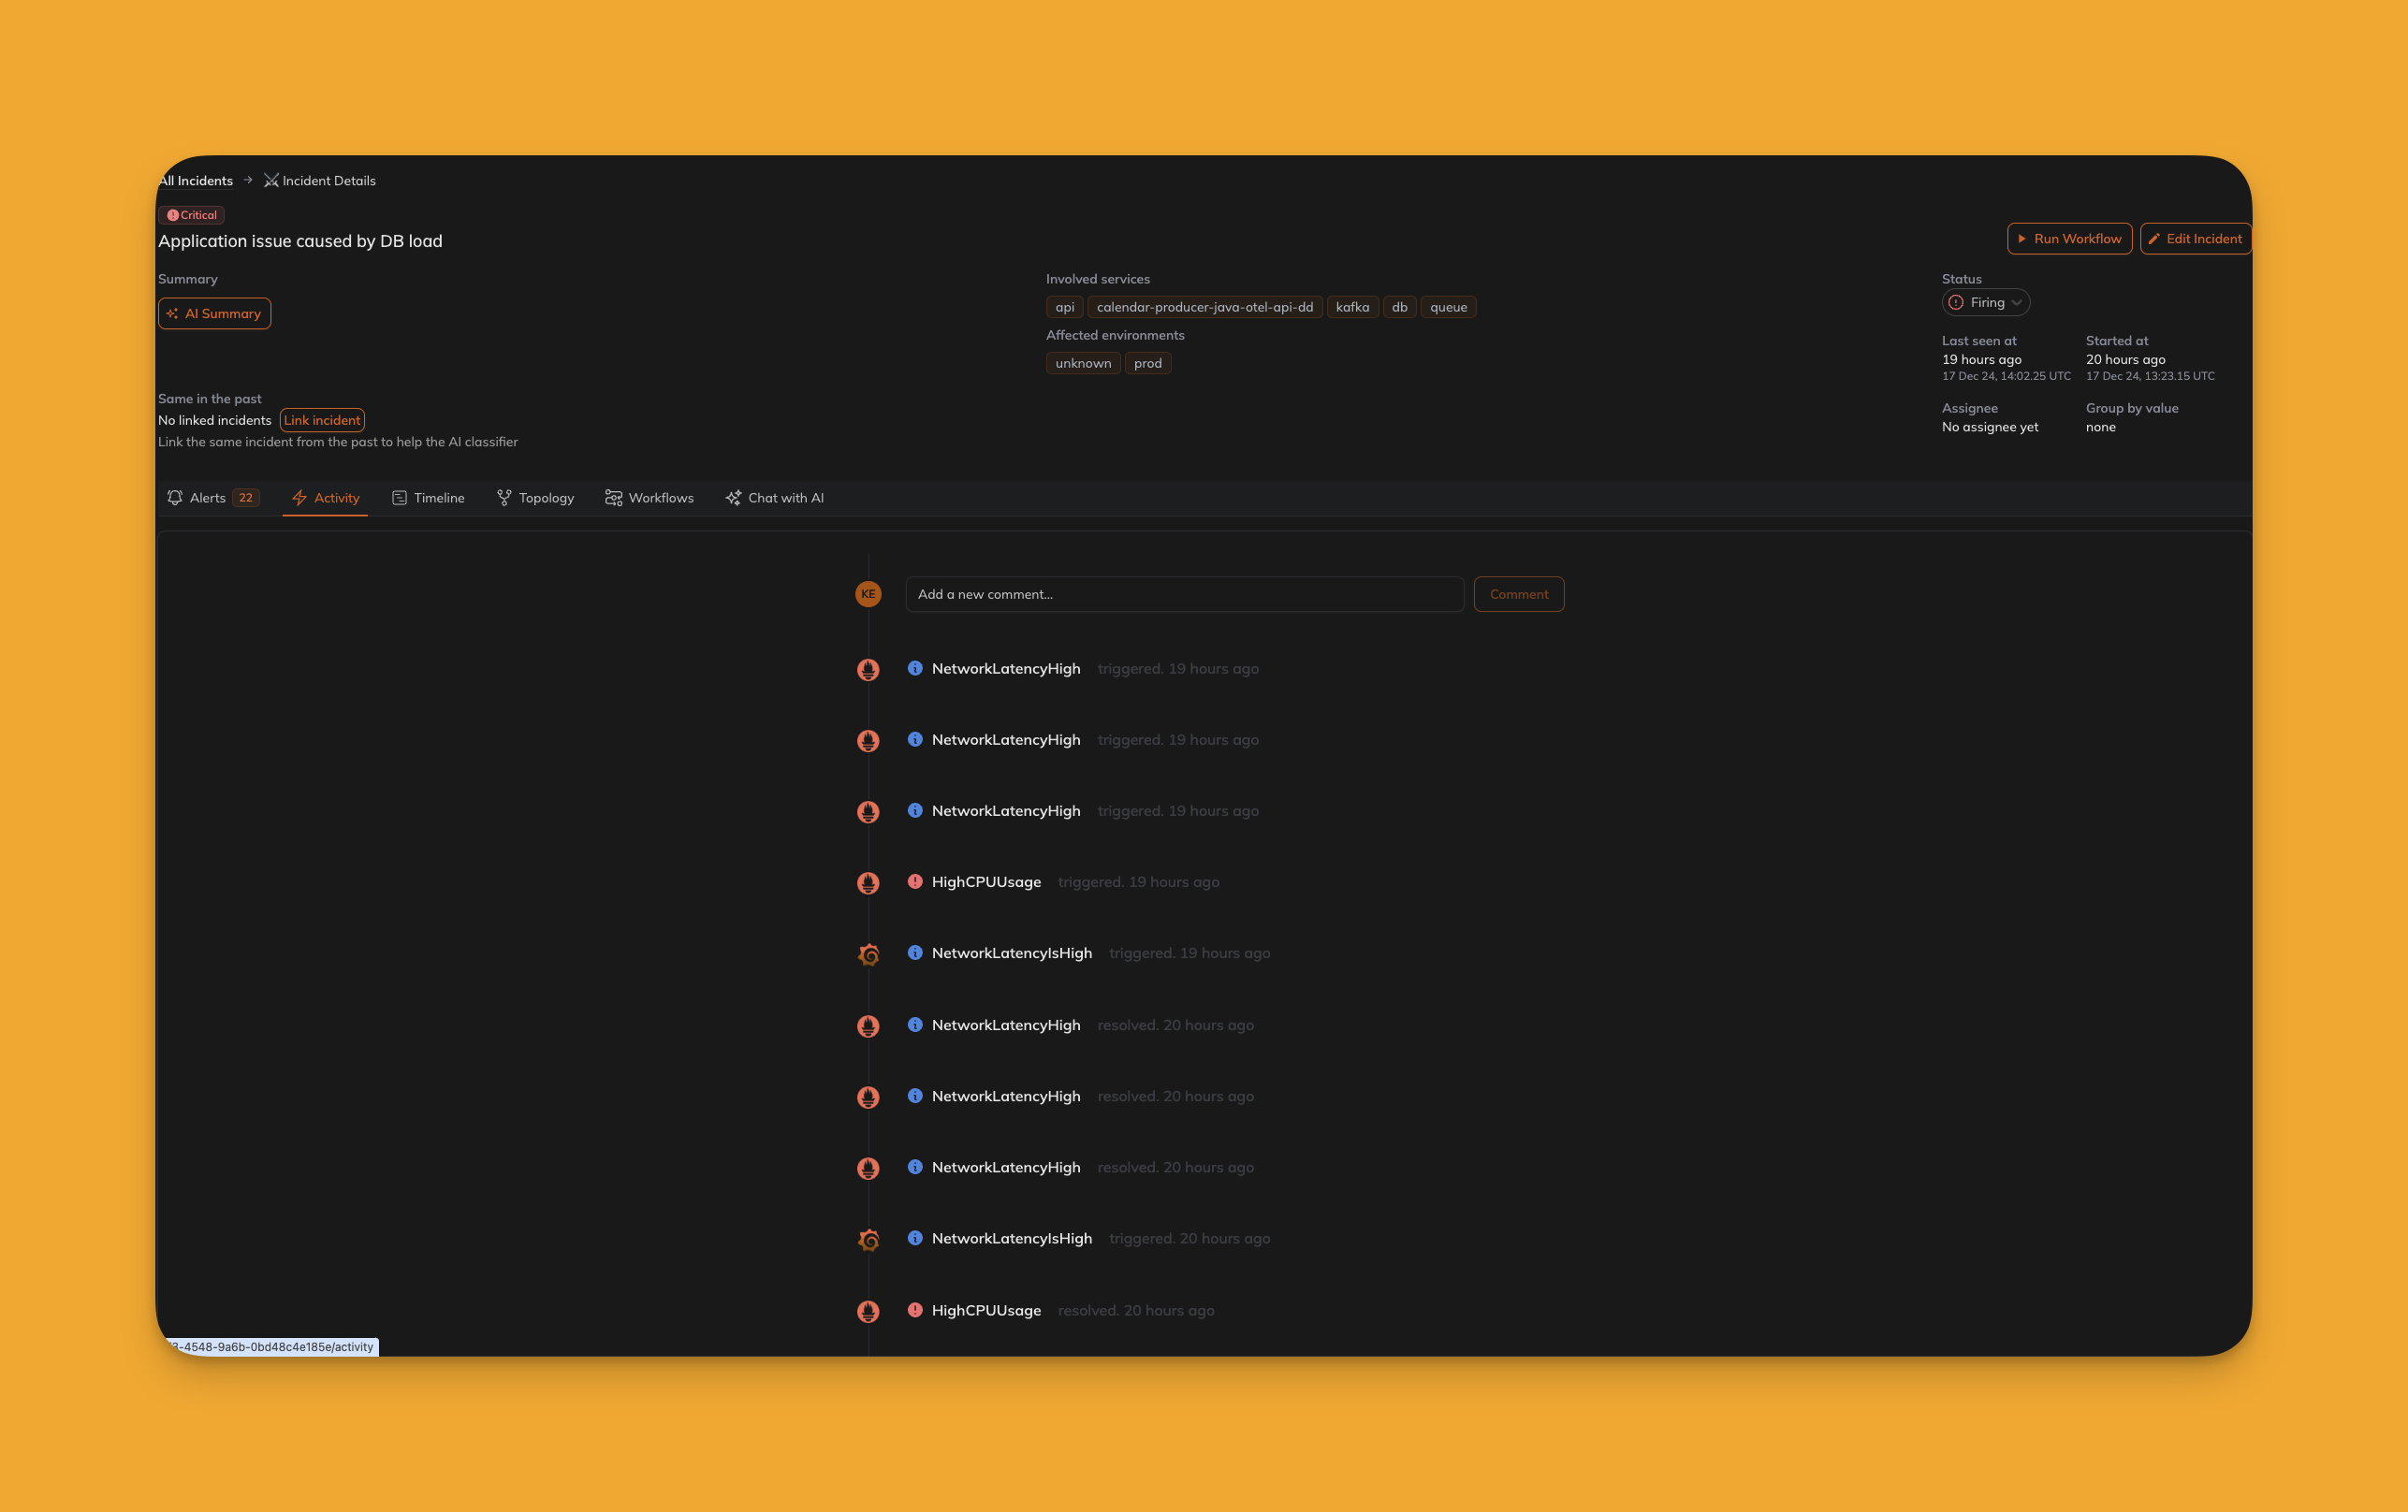 All Incidents → Incident Details
Critical
Application issue caused by DB load
Run Workflow
Edit Incident
Summary
AI Summary
Involved services
api calendar-producer-java-otel-api-dd kafka db queue
Affected environments
unknown prod
Status
Firing
Last seen at
19 hours ago
17 Dec 24, 14:02.25 UTC
Started at
20 hours ago
17 Dec 24, 13:23.15 UTC
Assignee
No assignee yet
Group by value
none
Same in the past
No linked incidents Link incident
Link the same incident from the past to help the AI classifier
Alerts 22 Activity Timeline Topology Workflows Chat with AI
KE Add a new comment... Comment
NetworkLatencyHigh triggered. 19 hours ago
NetworkLatencyHigh triggered. 19 hours ago
NetworkLatencyHigh triggered. 19 hours ago
HighCPUUsage triggered. 19 hours ago
NetworkLatencyIsHigh triggered. 19 hours ago
NetworkLatencyHigh resolved. 20 hours ago
NetworkLatencyHigh resolved. 20 hours ago
NetworkLatencyHigh resolved. 20 hours ago
NetworkLatencyIsHigh triggered. 20 hours ago
HighCPUUsage resolved. 20 hours ago
3-4548-9a6b-0bd48c4e185e/activity